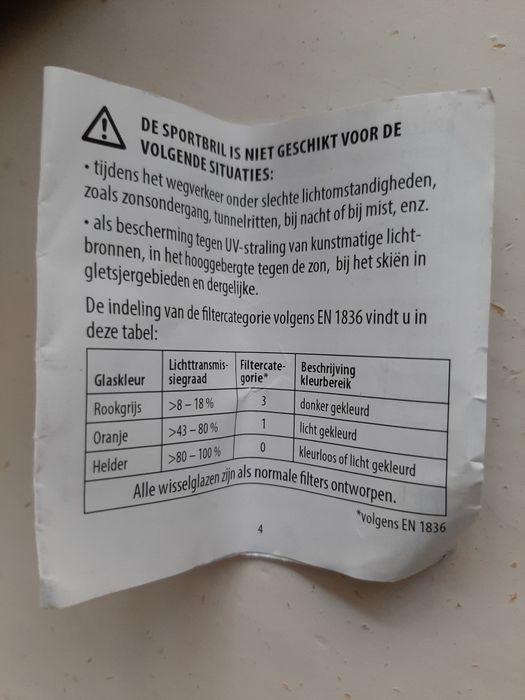 DE SPORTBRIL IS NIET GESCHIKT VOOR DE
VOLGENDE SITUATIES:
• tijdens het wegverkeer onder slechte lichtomstandigheden,
zoals zonsondergang, tunnelritten, bij nacht of bij mist, enz.
• als bescherming tegen UV-straling van kunstmatige licht-
bronnen, in het hooggebergte tegen de zon, bij het skiën in
gletsjergebieden en dergelijke.
De indeling van de filtercategorie volgens EN 1836 vindt u in
deze tabel:
Glaskleur Lichttransmis- Filtercate- Beschrijving
siegraad gorie* kleurbereik
Rookgrijs >8 – 18 % 3 donker gekleurd
Oranje >43 – 80 % 1 licht gekleurd
Helder >80 – 100 % 0 kleurloos of licht gekleurd
Alle wisselglazen zijn als normale filters ontworpen.
*volgens EN 1836
4